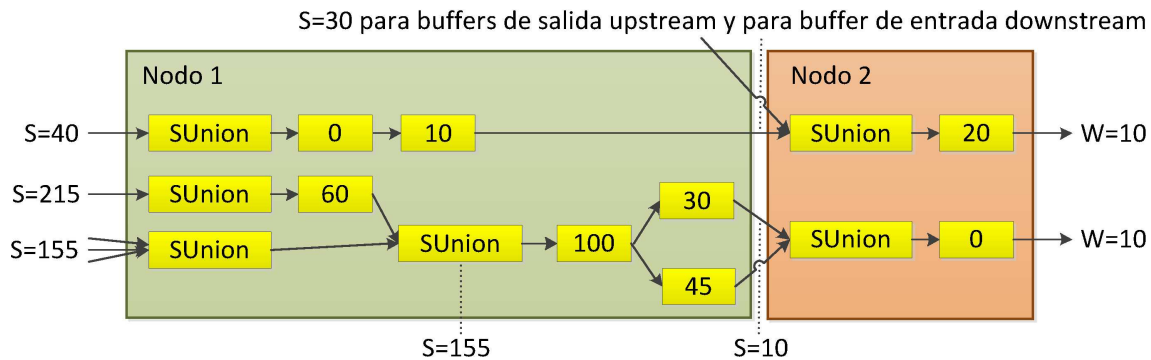 S=30 para buffers de salida upstream y para buffer de entrada downstream
Nodo 1
Nodo 2
S=40
SUnion
0
10
SUnion
20
W=10
S=215
SUnion
60
30
S=155
SUnion
SUnion
100
SUnion
0
W=10
45
S=155
S=10